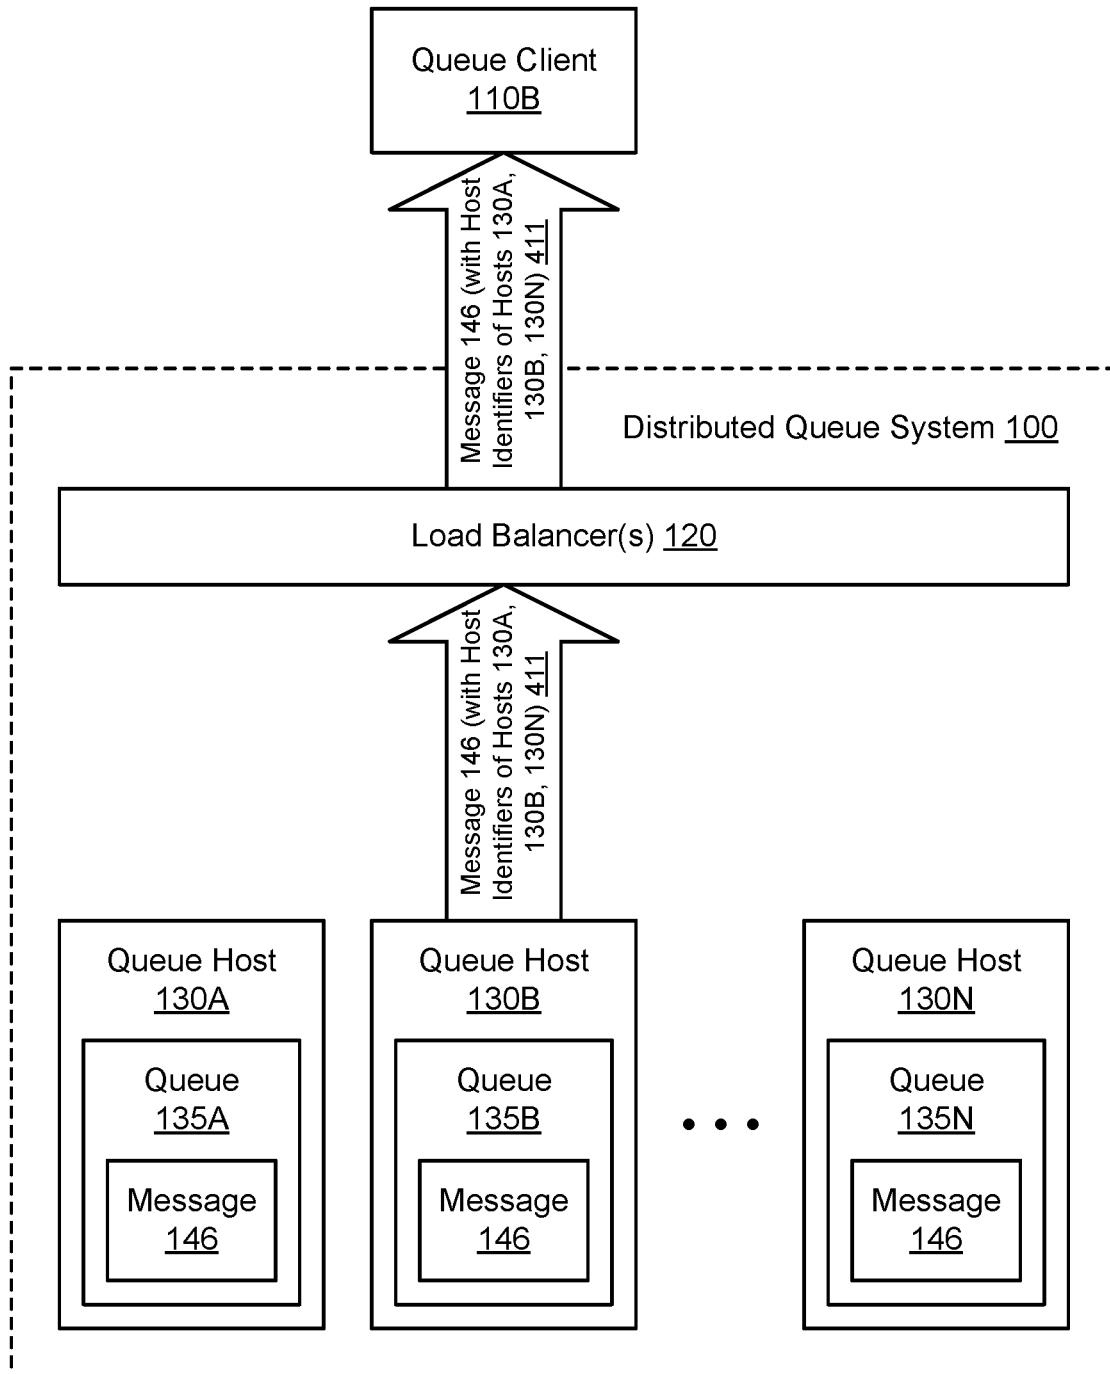 Queue Client
110B
Message 146 (with Host
Identifiers of Hosts 130A,
130B, 130N) 411
Distributed Queue System 100
Load Balancer(s) 120
Message 146 (with Host
Identifiers of Hosts 130A,
130B, 130N) 411
Queue Host
130A
Queue
135A
Message
146
Queue Host
130B
Queue
135B
Message
146
Queue Host
130N
Queue
135N
Message
146